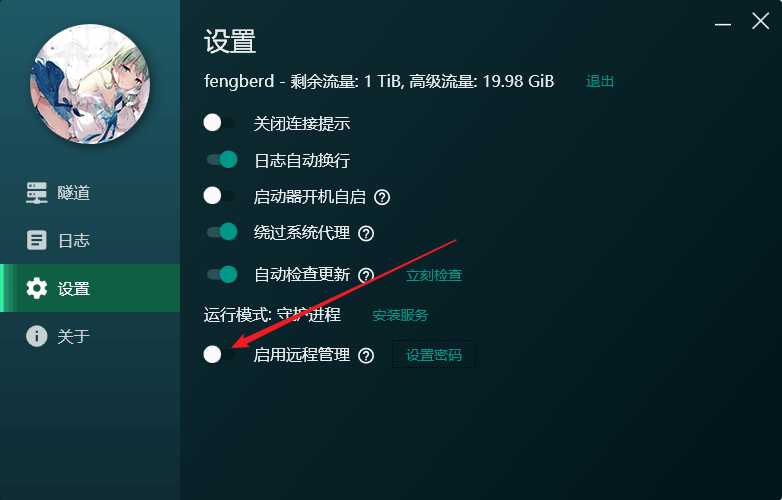 设置
fengberd - 剩余流量: 1 TiB, 高级流量: 19.98 GiB 退出
关闭连接提示
日志自动换行
启动器开机自启
绕过系统代理
自动检查更新 立刻检查
运行模式: 守护进程 安装服务
启用远程管理 设置密码
隧道
日志
设置
关于